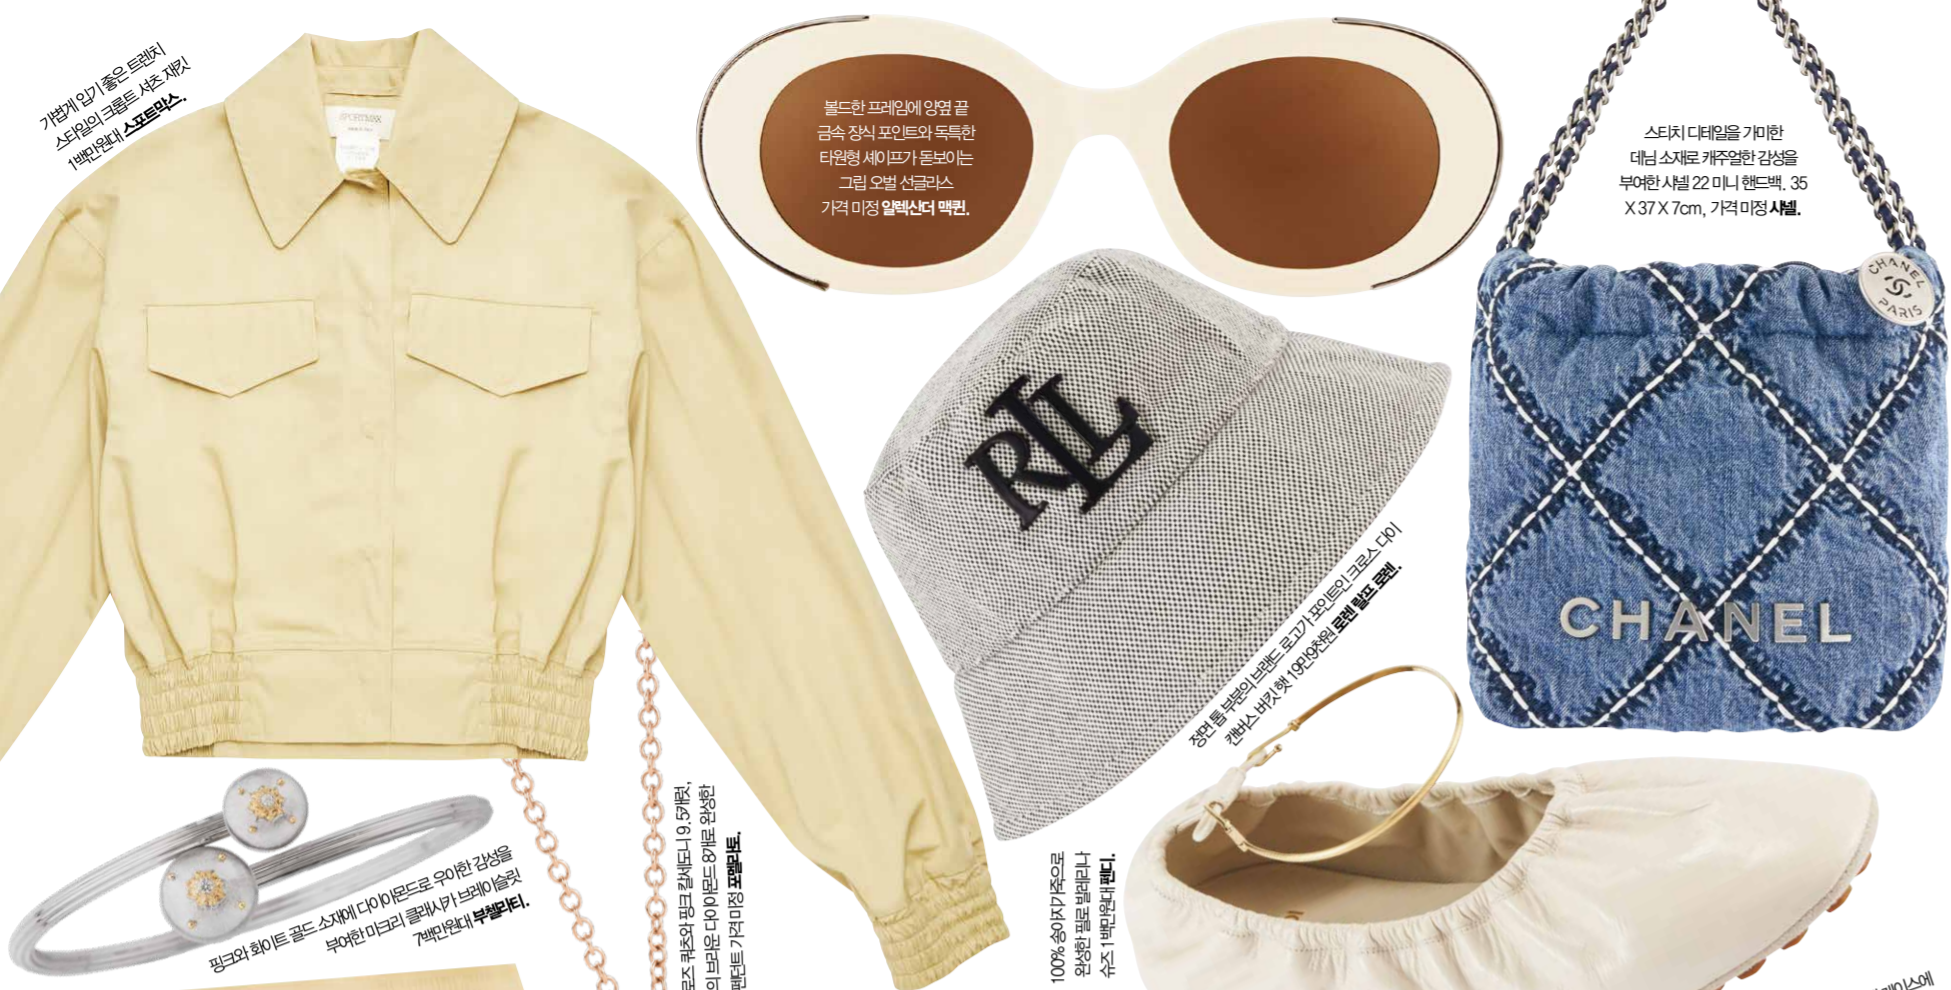 가볍게 입기 좋은 트렌치
스타일의 크롭트 셔츠 재킷
1백만원대 스포트막스.
SPORTMAX
볼드한 프레임에 양옆 끝
금속 장식 포인트와 독특한
타원형 셰이프가 돋보이는
그립 오벌 선글라스
가격 미정 알렉산더 맥퀸.
스티치 디테일을 가미한
데님 소재로 캐주얼한 감성을
부여한 샤넬 22 미니 핸드백. 35
X 37 X 7cm, 가격 미정 샤넬.
CHANEL
PARIS
CHANEL
RLL
정면 톱 부분의 브랜드 로고가 포인트인 크로스 다이
캔버스 버킷 햇 19만9천원 로렌 랄프 로렌.
핑크와 화이트 골드 소재에 다이아몬드로 우아한 감성을
부여한 마크리 클래시카 브레이슬릿
7백만원대 부첼라티.
로즈 쿼츠와 핑크 칼세도니 9.5캐럿,
의 브라운 다이아몬드 8개로 완성한
펜던트 가격 미정 포멜라토.
100% 송아지가죽으로
완성한 필로 발레리나
슈즈 1백만원대 펜디.